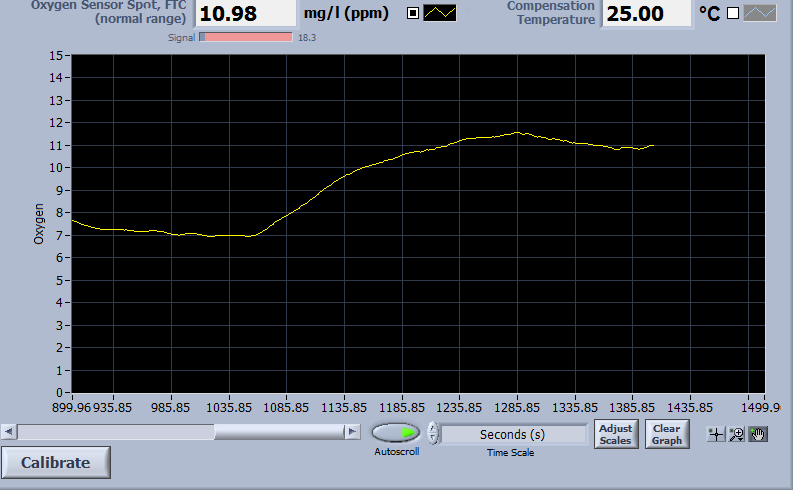 Oxygen Sensor Spot, FTC
(normal range)
10.98
mg/l (ppm)
Compensation
Temperature
25.00
°C
Signal
18.3
15
14
13
12
11
10
9
8
7
6
5
4
3
2
1
0
Oxygen
899.96 935.85 985.85 1035.85 1085.85 1135.85 1185.85 1235.85 1285.85 1335.85 1385.85 1435.85 1499.9
Autoscroll
Seconds (s)
Time Scale
Adjust
Scales
Clear
Graph
Calibrate